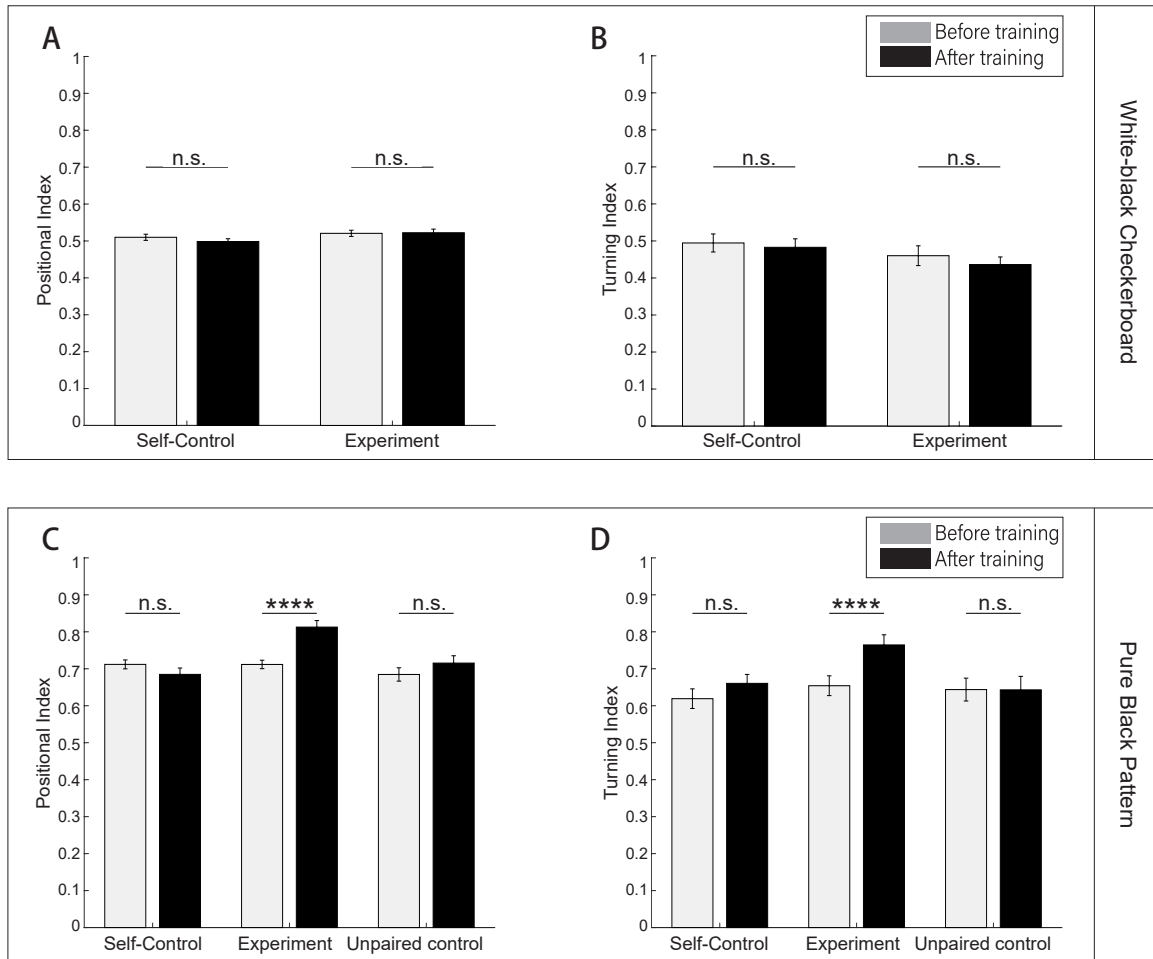 A
B
Before training
After training
1
0.9
0.8
0.7
0.6
0.5
0.4
0.3
0.2
0.1
0
Positional Index
n.s.
n.s.
Self-Control
Experiment
1
0.9
0.8
0.7
0.6
0.5
0.4
0.3
0.2
0.1
0
Turning Index
n.s.
n.s.
Self-Control
Experiment
White-black Checkerboard
C
D
Before training
After training
1
0.9
0.8
0.7
0.6
0.5
0.4
0.3
0.2
0.1
0
Positional Index
n.s.
****
n.s.
Self-Control
Experiment
Unpaired control
1
0.9
0.8
0.7
0.6
0.5
0.4
0.3
0.2
0.1
0
Turning Index
n.s.
****
n.s.
Self-Control
Experiment
Unpaired control
Pure Black Pattern